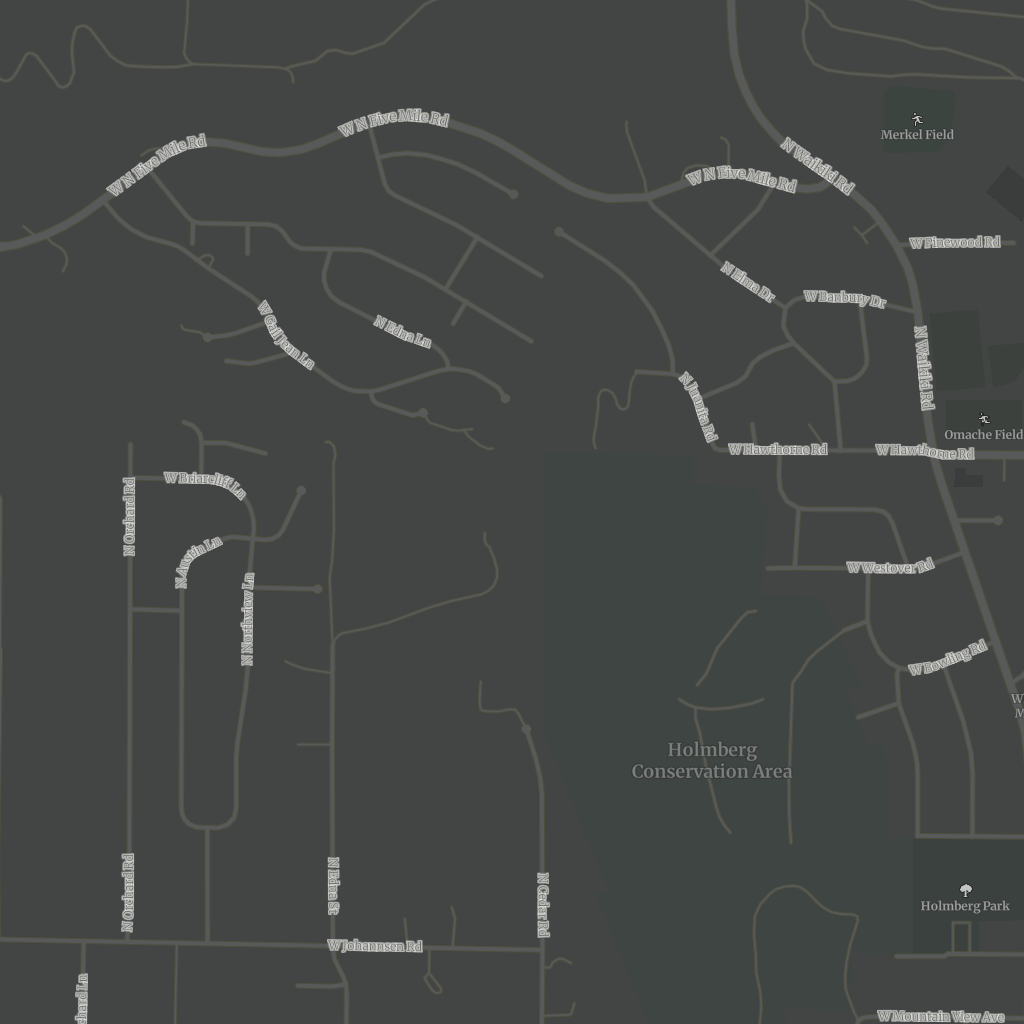 W N Five Mile Rd
W N Five Mile Rd
Merkel Field
N Waikiki Rd
W N Five Mile Rd
W Pinewood Rd
N Elma Dr
W Banbury Dr
W Gail Jean Ln
N Edna Ln
N Waikiki Rd
N Juanita Rd
Omache Field
W Hawthorne Rd
W Hawthorne Rd
W Briarcliff Ln
N Orchard Rd
N Austin Ln
W Westover Rd
N Northview Ln
W Bowling Rd
W
M
Holmberg
Conservation Area
N Orchard Rd
N Edna St
N Cedar Rd
Holmberg Park
W Johannsen Rd
chard Ln
W Mountain View Ave